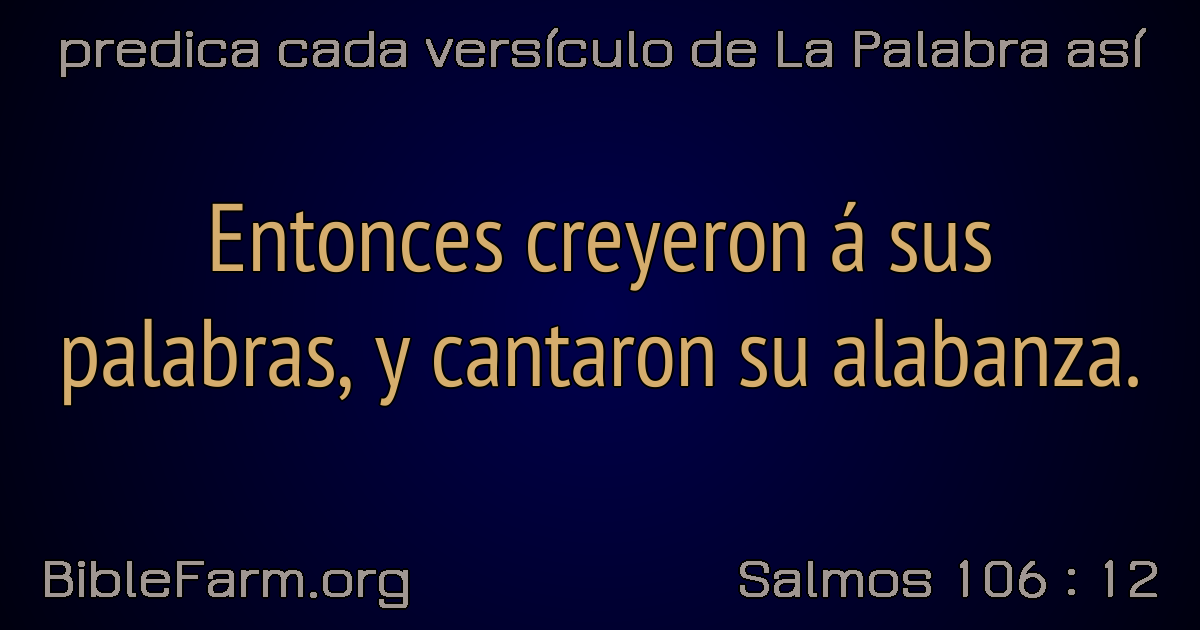 predica cada versículo de La Palabra así
Entonces creyeron á sus
palabras, y cantaron su alabanza.
BibleFarm.org
Salmos 106 : 12